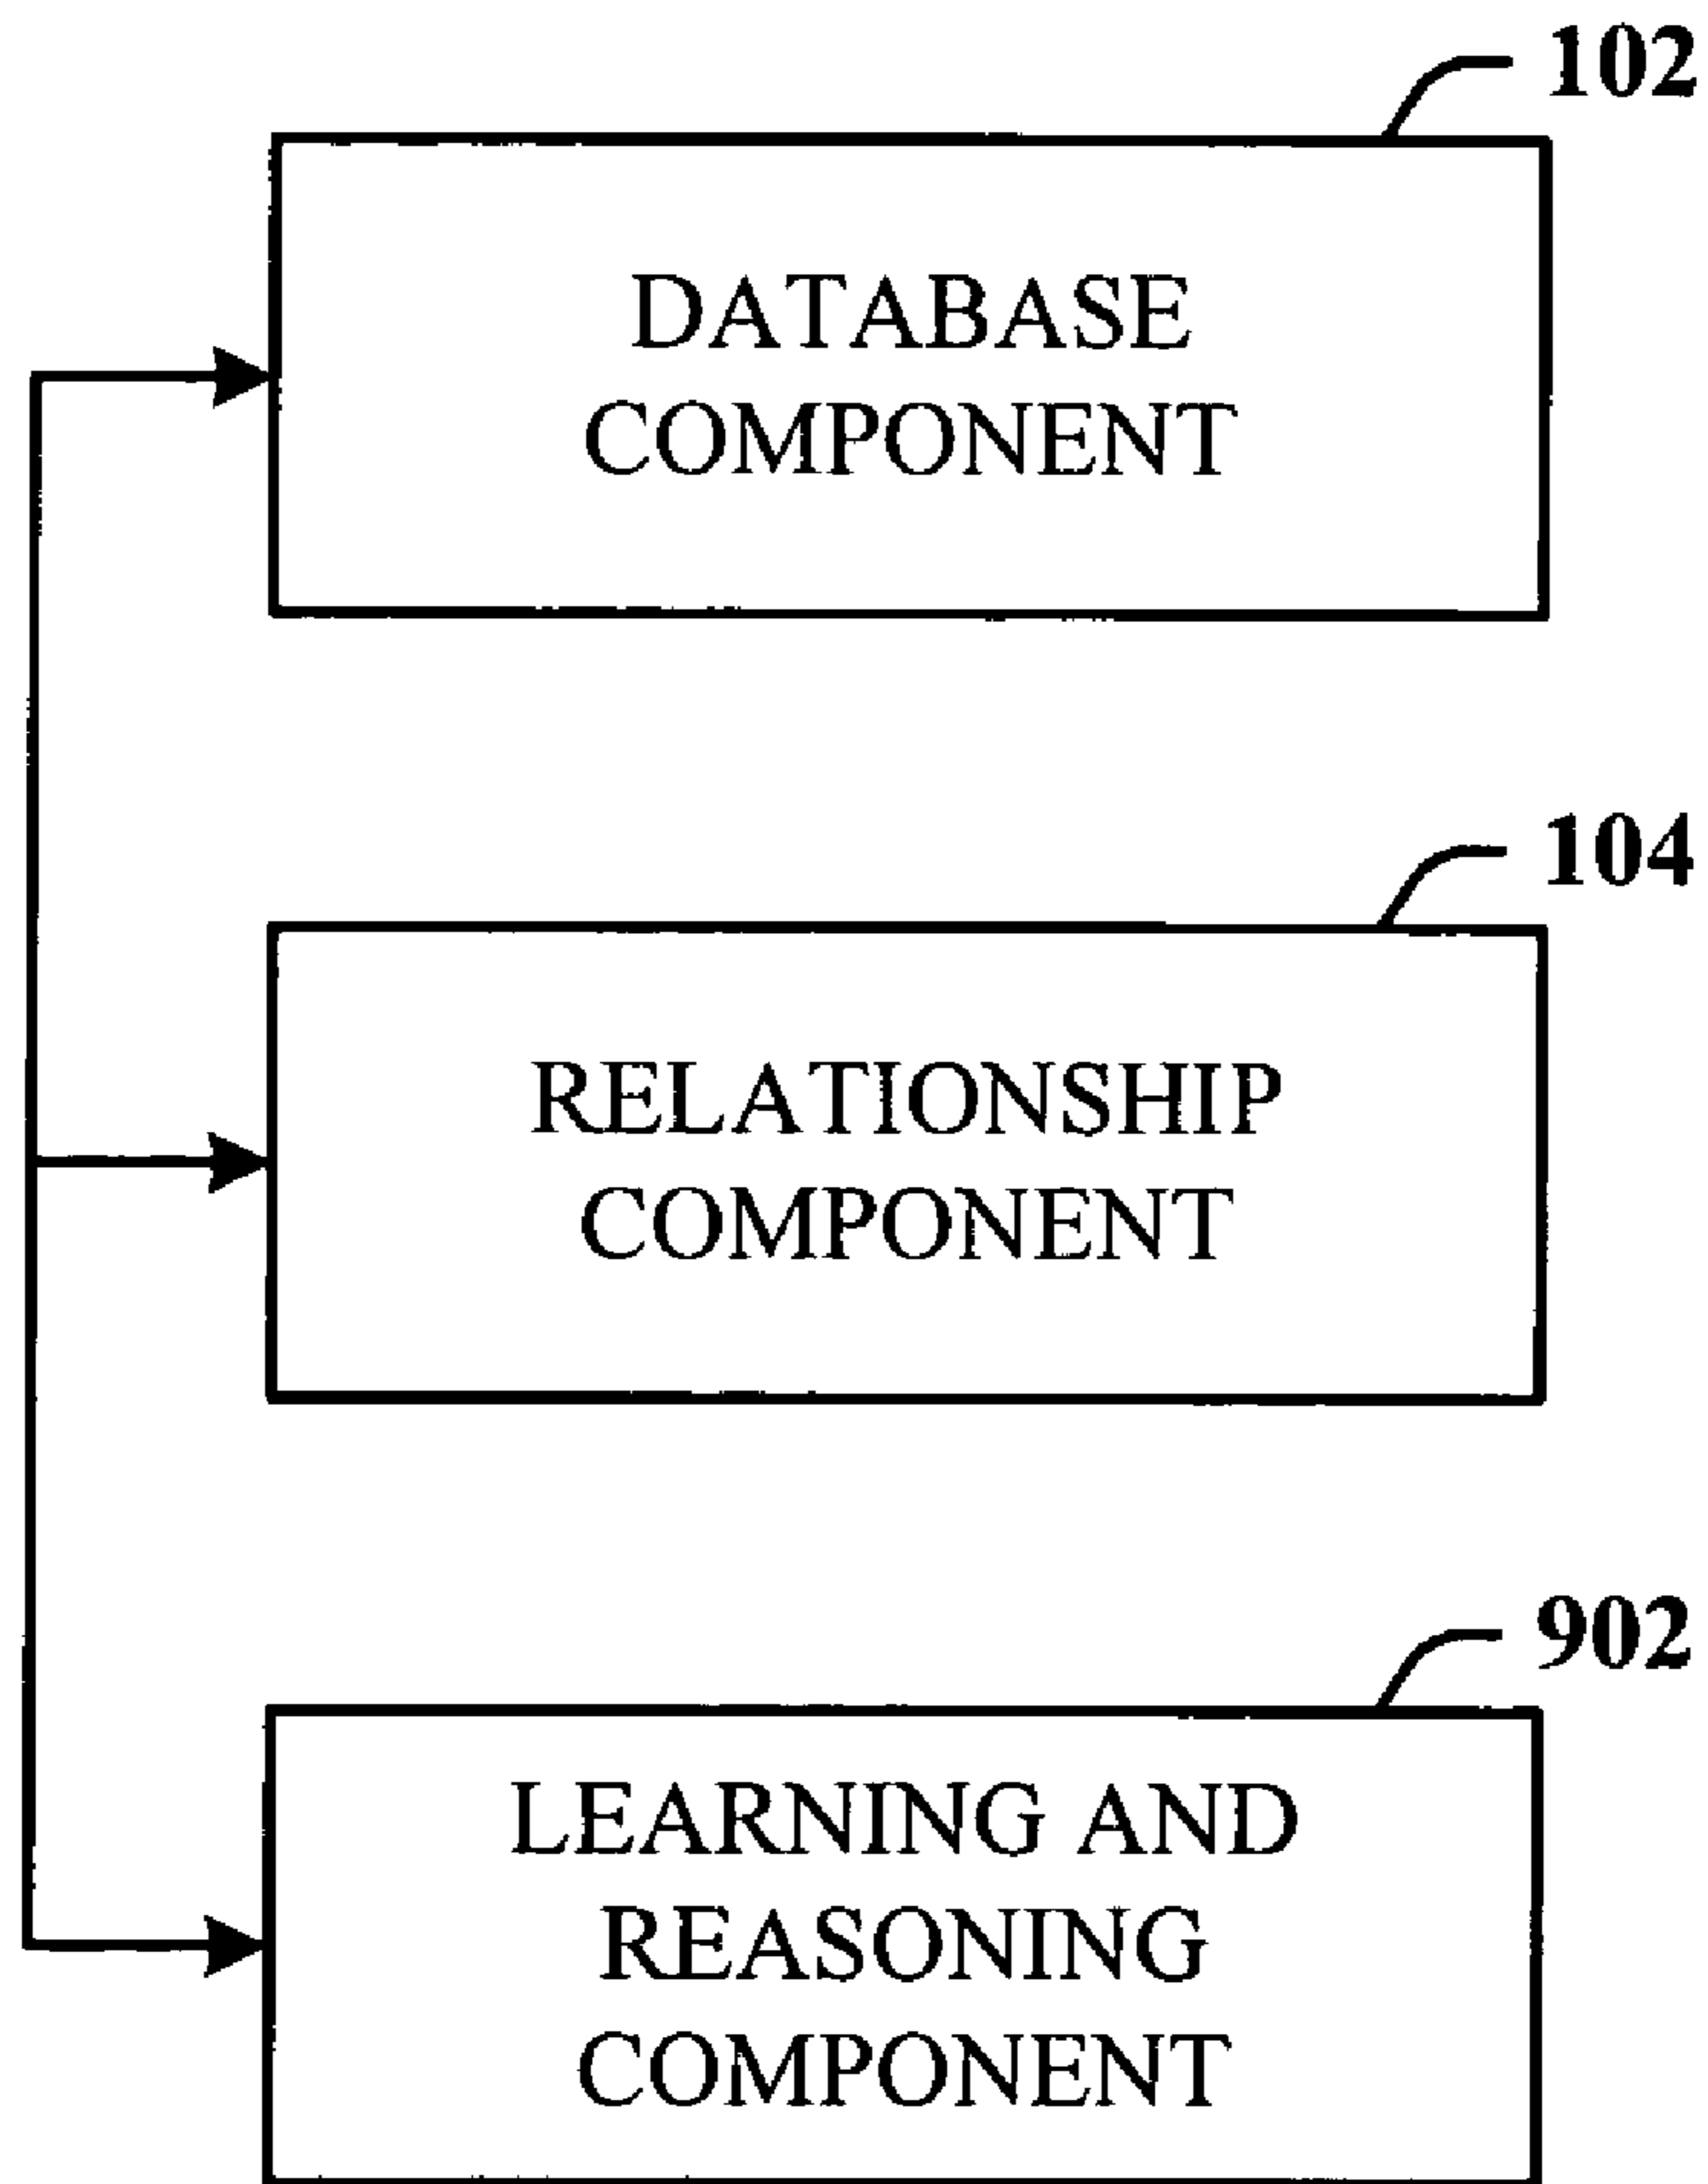 102
DATABASE
COMPONENT
104
RELATIONSHIP
COMPONENT
902
LEARNING AND
REASONING
COMPONENT